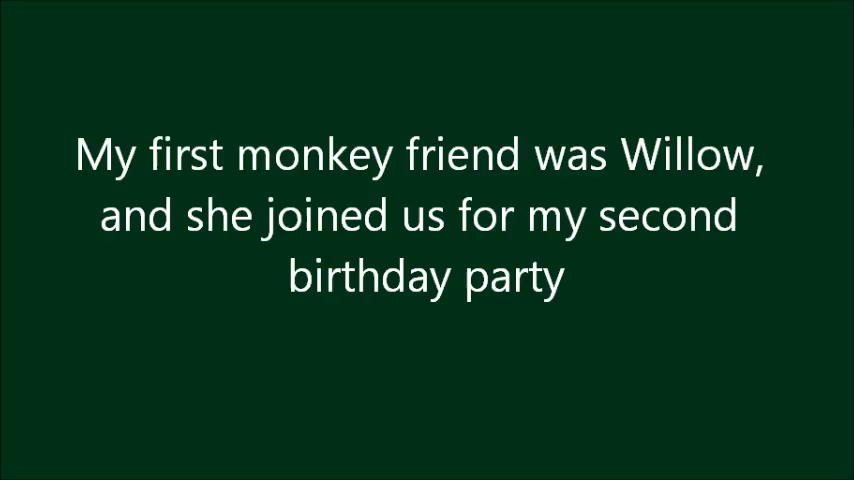 My first monkey friend was Willow,
and she joined us for my second
birthday party